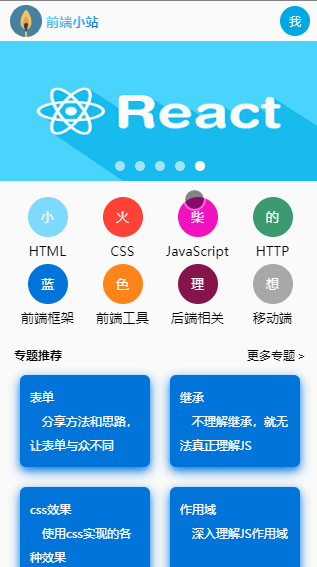 前端小站
我
React
小 火 柴 的
HTML CSS JavaScript HTTP
蓝 色 理 想
前端框架 前端工具 后端相关 移动端
专题推荐 更多专题 >
表单
分享方法和思路，
让表单与众不同
继承
不理解继承，就无
法真正理解JS
css效果
使用css实现的各
种效果
作用域
深入理解JS作用域